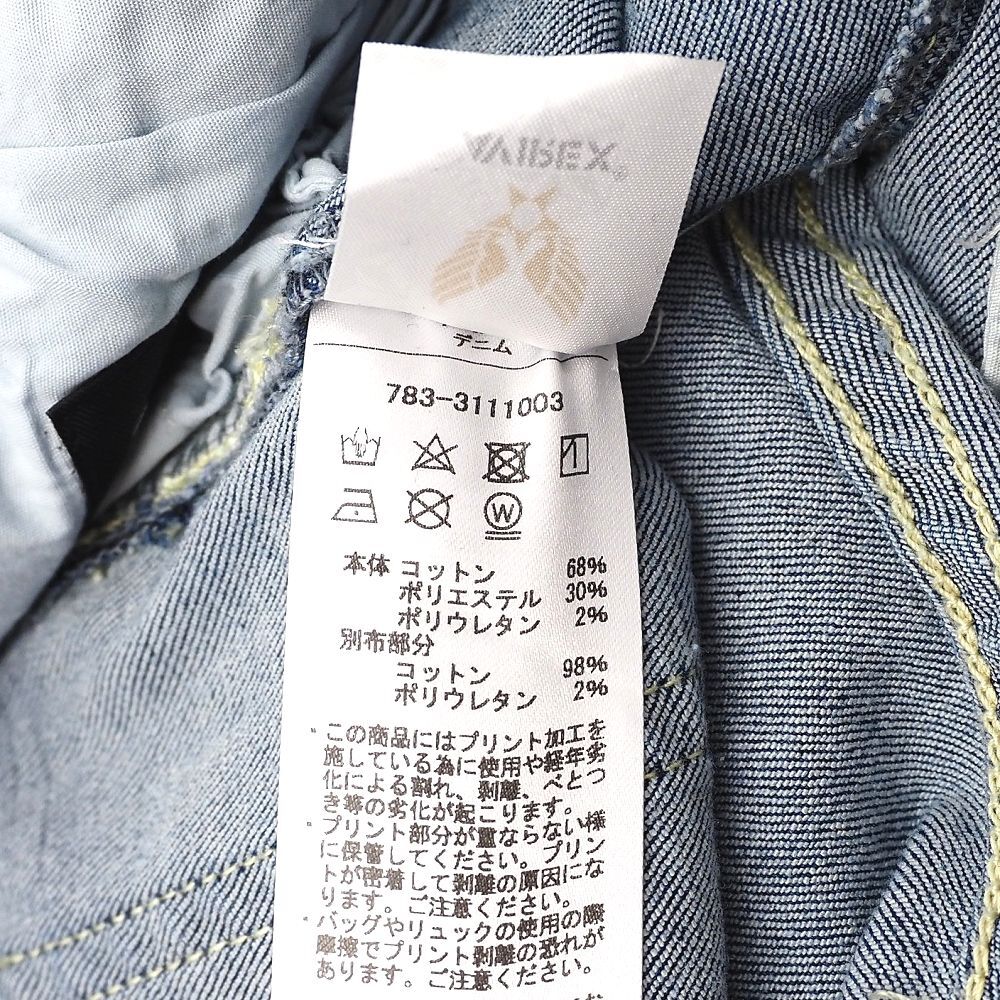 デニム
783-3111003
W
本体 コットン 68%
ポリエステル 30%
ポリウレタン 2%
別布部分
コットン 98%
ポリウレタン 2%
*この商品にはプリント加工を
施している為に使用や経年劣
化による割れ、剥離、べとつ
き等の劣化が起こります。
*プリント部分が重ならない様
に保管してください。プリン
トが密着して剥離の原因にな
ります。ご注意ください。
*バッグやリュックの使用の際
摩擦でプリント剥離の恐れが
あります。ご注意ください。